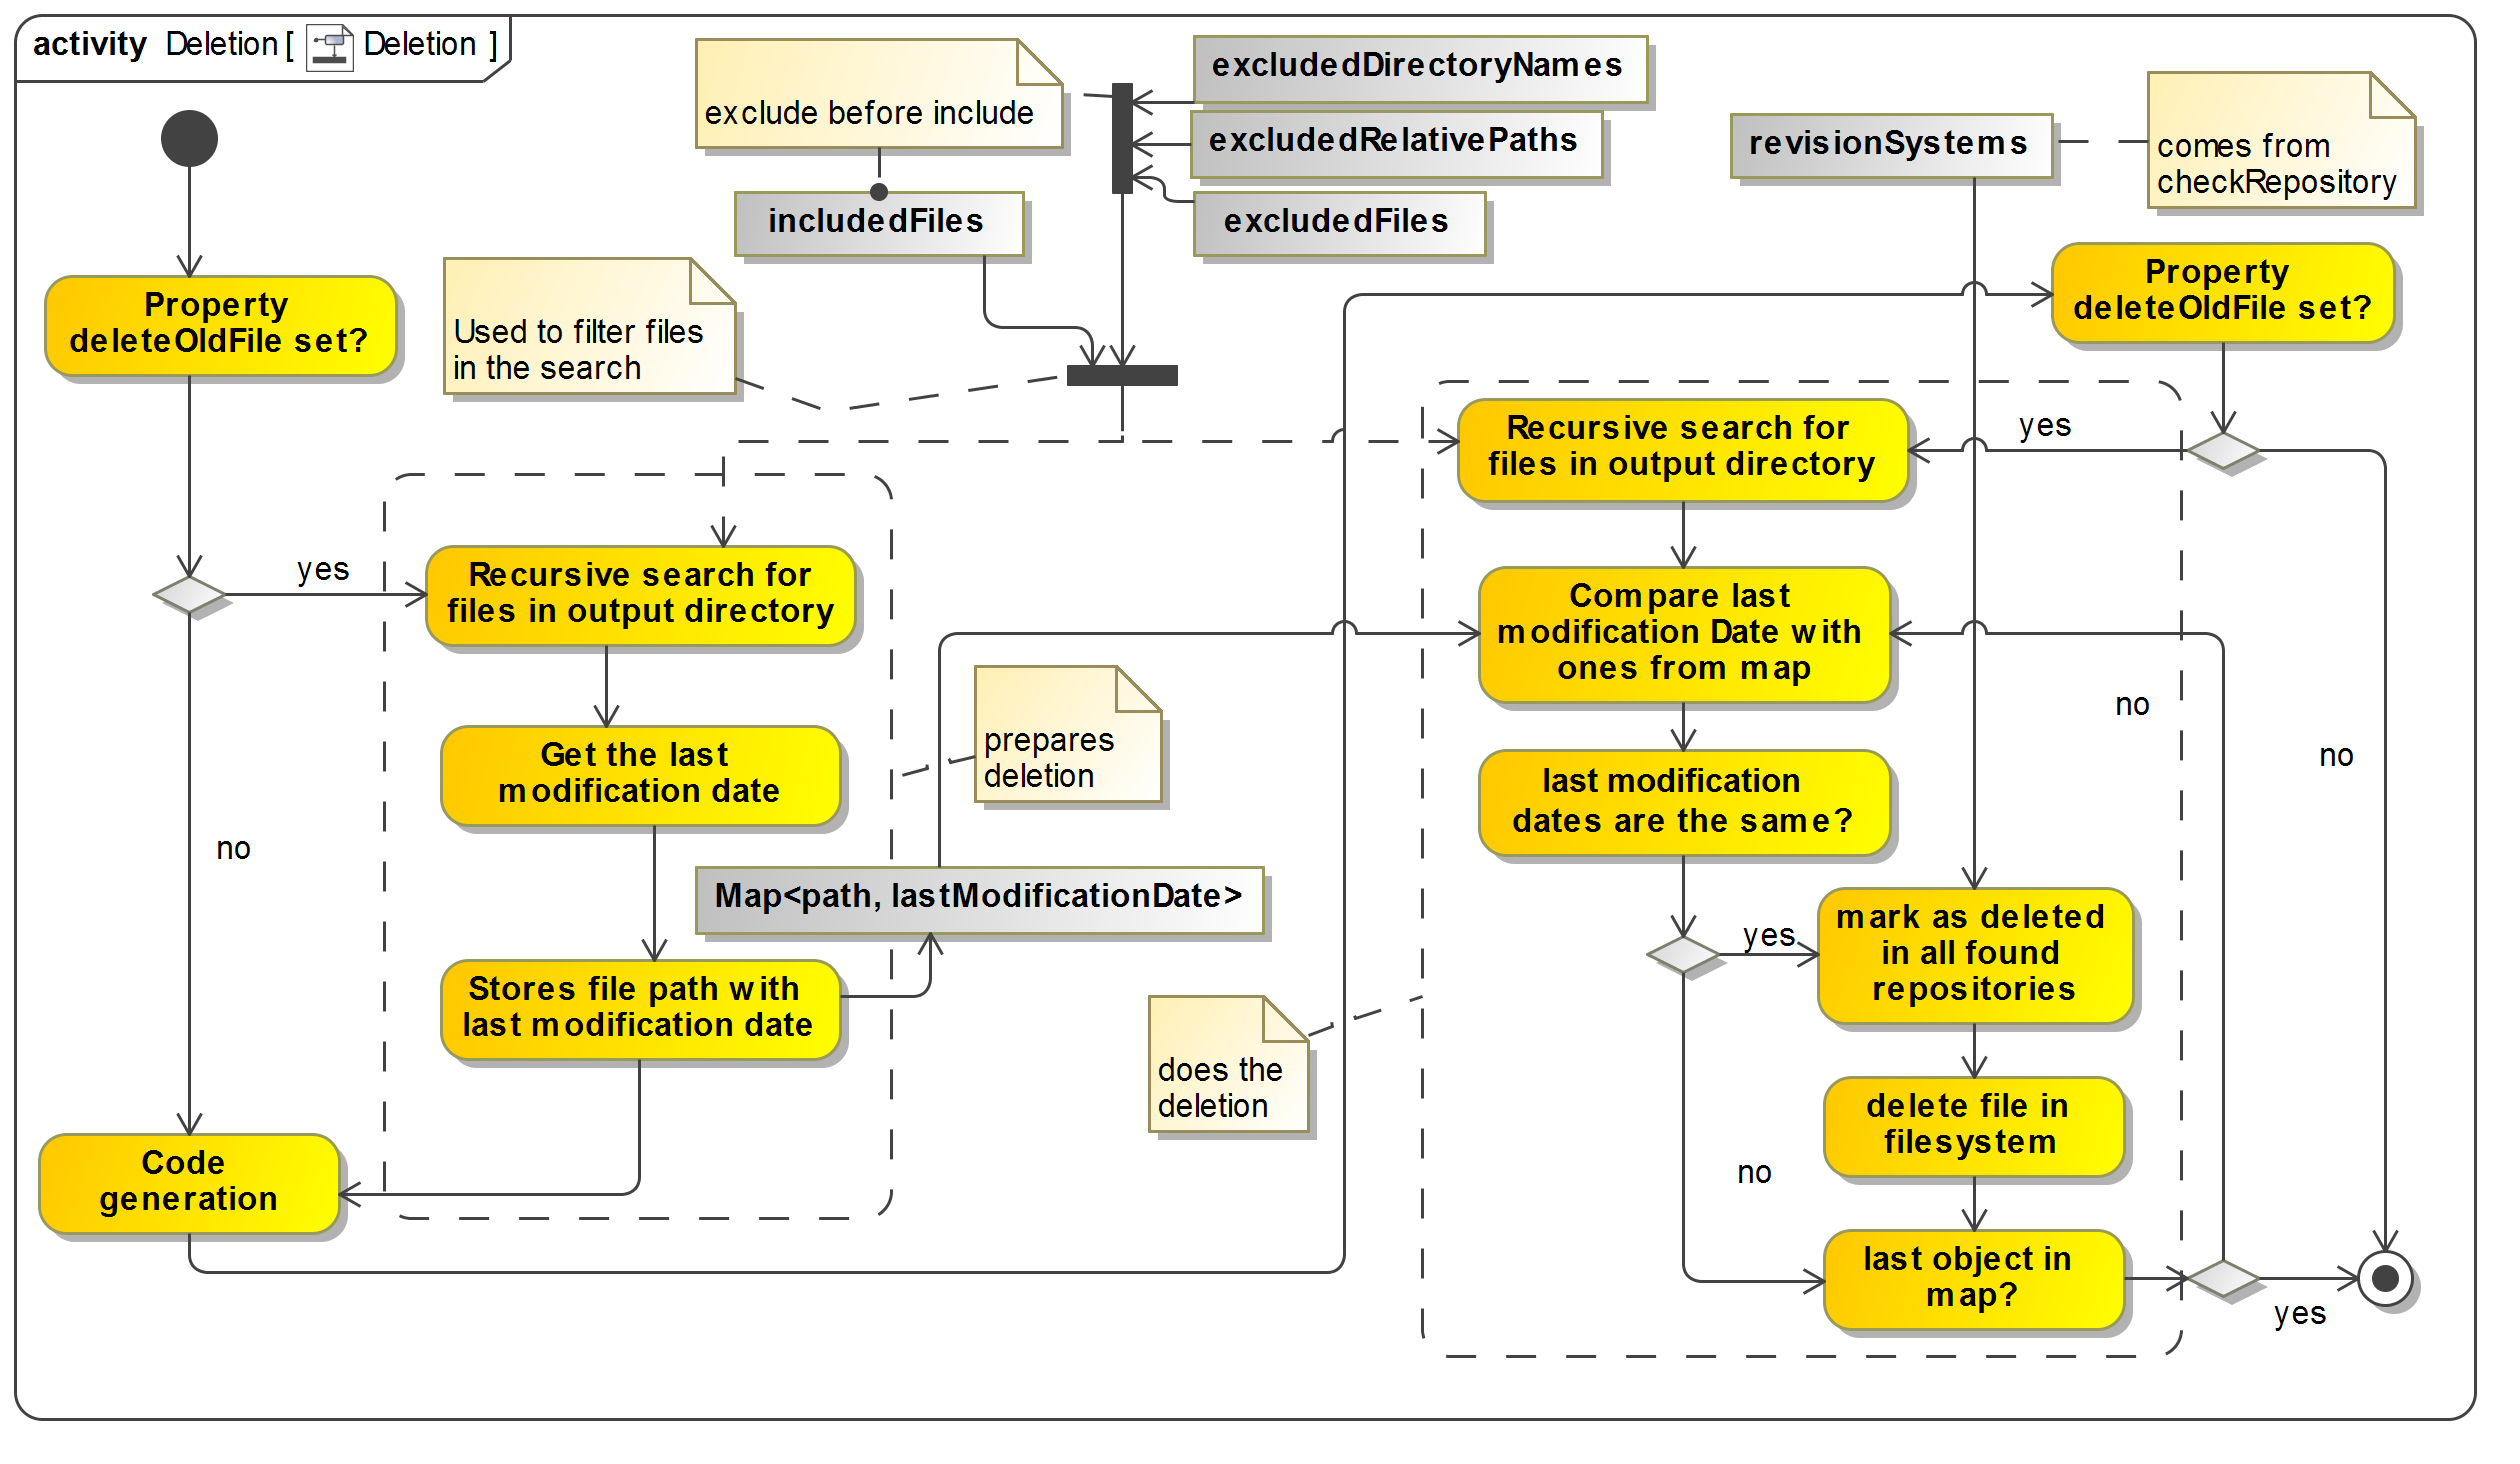 activity Deletion [ Deletion ]
exclude before include
excludedDirectoryNames
excludedRelativePaths
excludedFiles
includedFiles
revisionSystems
comes from
checkRepository
Property
deleteOldFile set?
Used to filter files
in the search
Property
deleteOldFile set?
yes
no
yes
no
Recursive search for
files in output directory
Get the last
modification date
prepares
deletion
Map<path, lastModificationDate>
Stores file path with
last modification date
Code
generation
Recursive search for
files in output directory
Compare last
modification Date with
ones from map
last modification
dates are the same?
yes
no
mark as deleted
in all found
repositories
does the
deletion
delete file in
filesystem
last object in
map?
no
yes